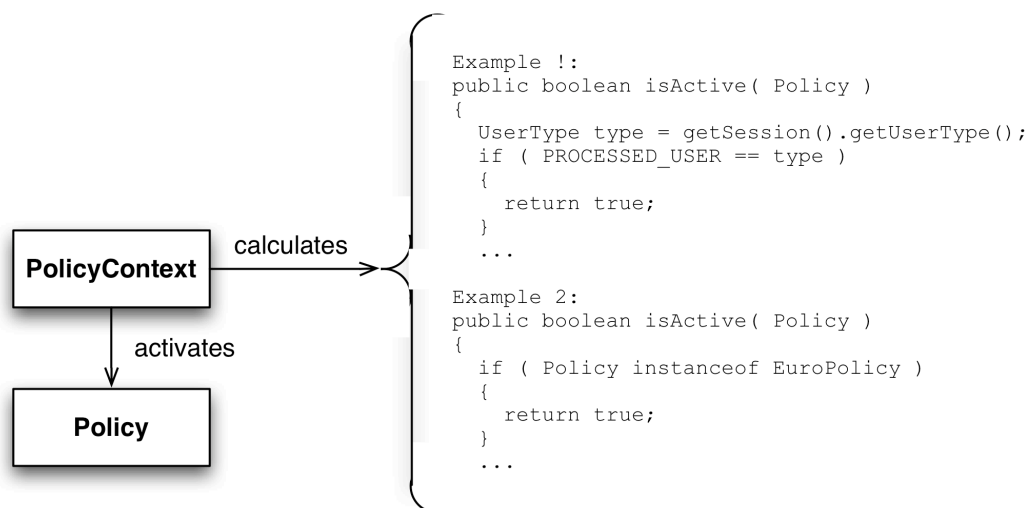 Example !:
public boolean isActive( Policy )
{
UserType type = getSession().getUserType();
if ( PROCESSED_USER == type )
{
return true;
}
...
PolicyContext
calculates
activates
Policy
Example 2:
public boolean isActive( Policy )
{
if ( Policy instanceof EuroPolicy )
{
return true;
}
...